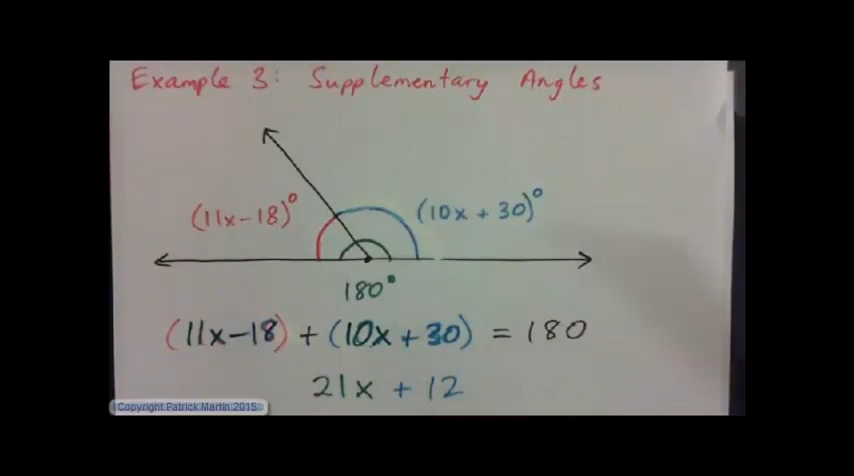 Example 3: Supplementary Angles
(11x-18)° (10x + 30)°
180°
(11x-18) + (10x + 30) = 180
21x + 12
Copyright Patrick Martin 2015